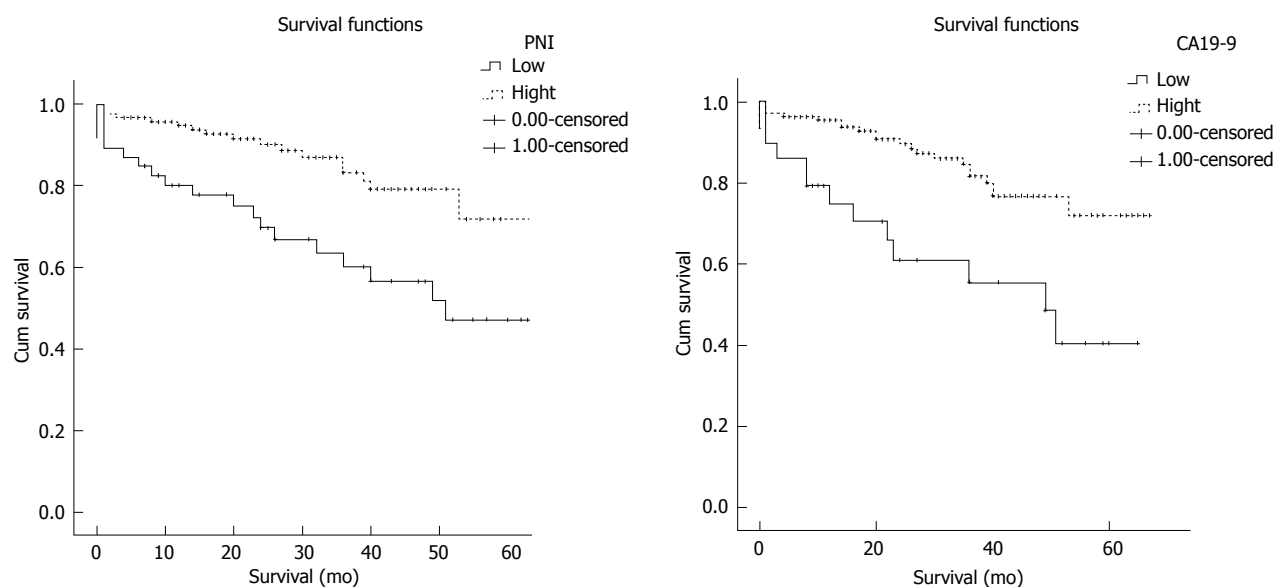 Survival functions
PNI
Low
Hight
0.00-censored
1.00-censored
Cum survival
1.0
0.8
0.6
0.4
0.2
0.0
0 10 20 30 40 50 60
Survival (mo)
Survival functions
CA19-9
Low
Hight
0.00-censored
1.00-censored
Cum survival
1.0
0.8
0.6
0.4
0.2
0.0
0 20 40 60
Survival (mo)